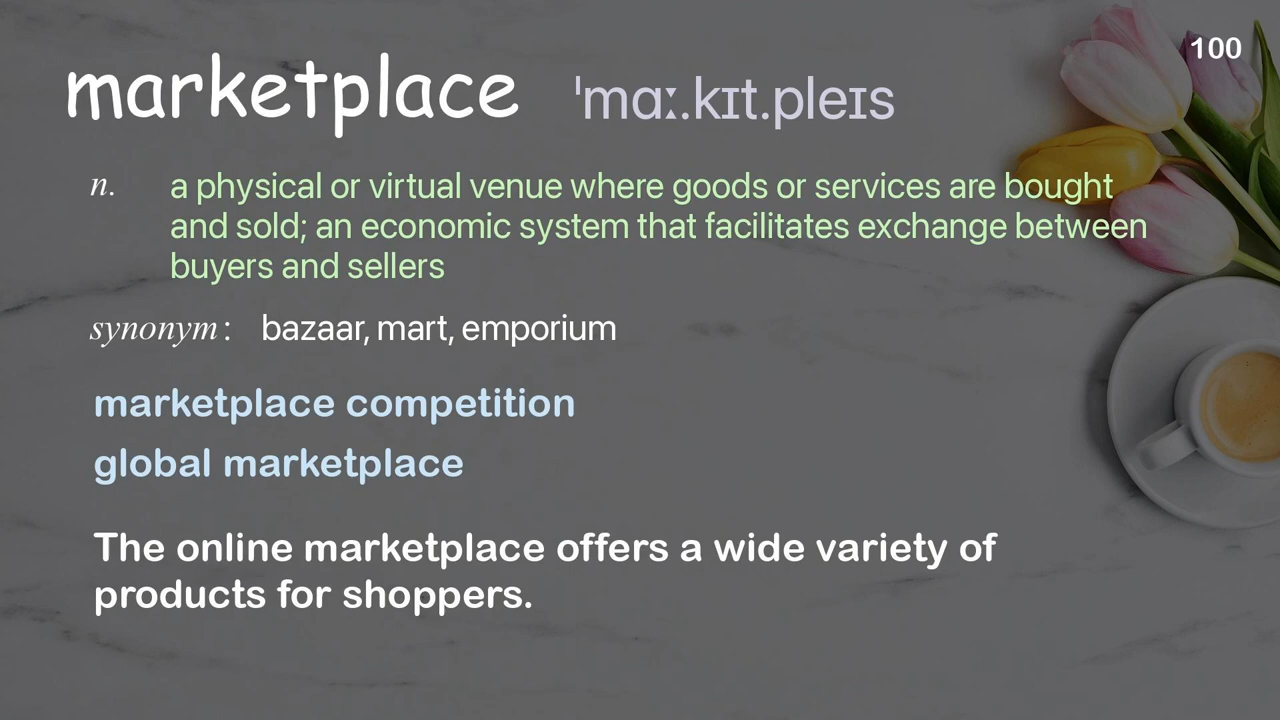 100
marketplace ˈmɑː.kɪt.pleɪs
n. a physical or virtual venue where goods or services are bought
and sold; an economic system that facilitates exchange between
buyers and sellers
synonym: bazaar, mart, emporium
marketplace competition
global marketplace
The online marketplace offers a wide variety of
products for shoppers.